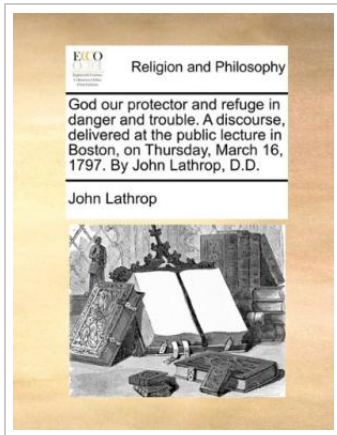 ECCO
Religion and Philosophy
God our protector and refuge in
danger and trouble. A discourse,
delivered at the public lecture in
Boston, on Thursday, March 16,
1797. By John Lathrop, D.D.
John Lathrop